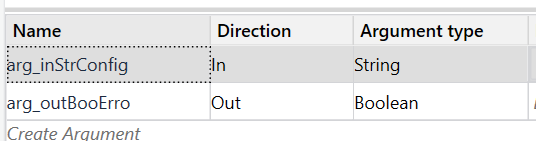 Name Direction Argument type
arg_inStrConfig In String
arg_outBooErro Out Boolean
Create Argument